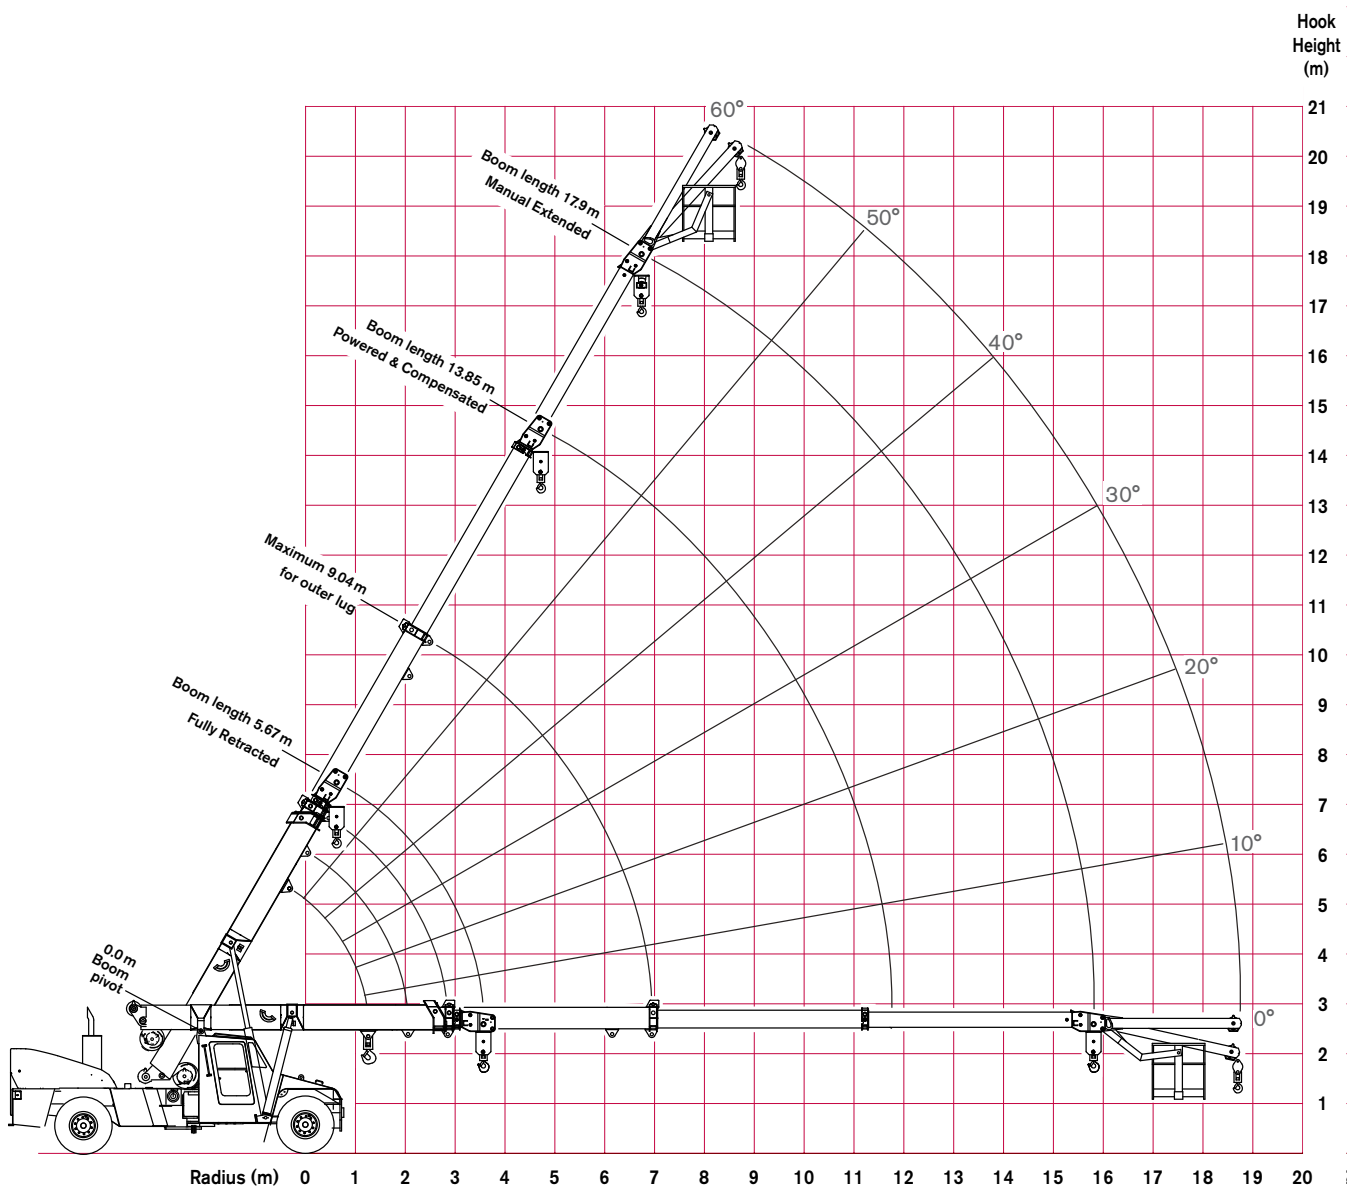 Hook
Height
(m)
21
60°
Boom length 17.9 m
Manual Extended
20
19
50°
18
17
Boom length 13.85 m
Powered & Compensated
40°
16
15
14
30°
13
Maximum 9.04 m
for outer lug
12
11
10
20°
9
Boom length 5.67 m
Fully Retracted
8
7
10°
6
5
0.0 m
Boom
pivot
4
3
0°
2
1
Radius (m) 0 1 2 3 4 5 6 7 8 9 10 11 12 13 14 15 16 17 18 19 20